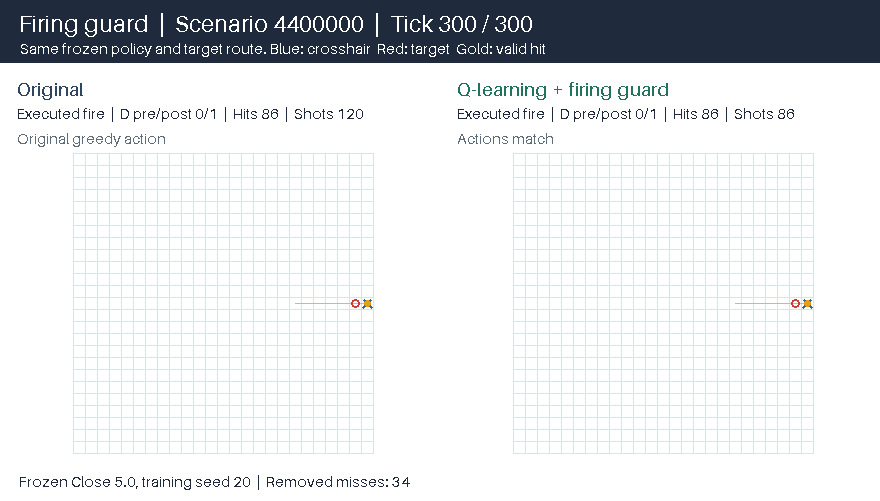 Firing guard | Scenario 4400000 | Tick 300 / 300
Same frozen policy and target route. Blue: crosshair Red: target Gold: valid hit
Original
Executed fire | D pre/post 0/1 | Hits 86 | Shots 120
Original greedy action
Q-learning + firing guard
Executed fire | D pre/post 0/1 | Hits 86 | Shots 86
Actions match
Frozen Close 5.0, training seed 20 | Removed misses: 34